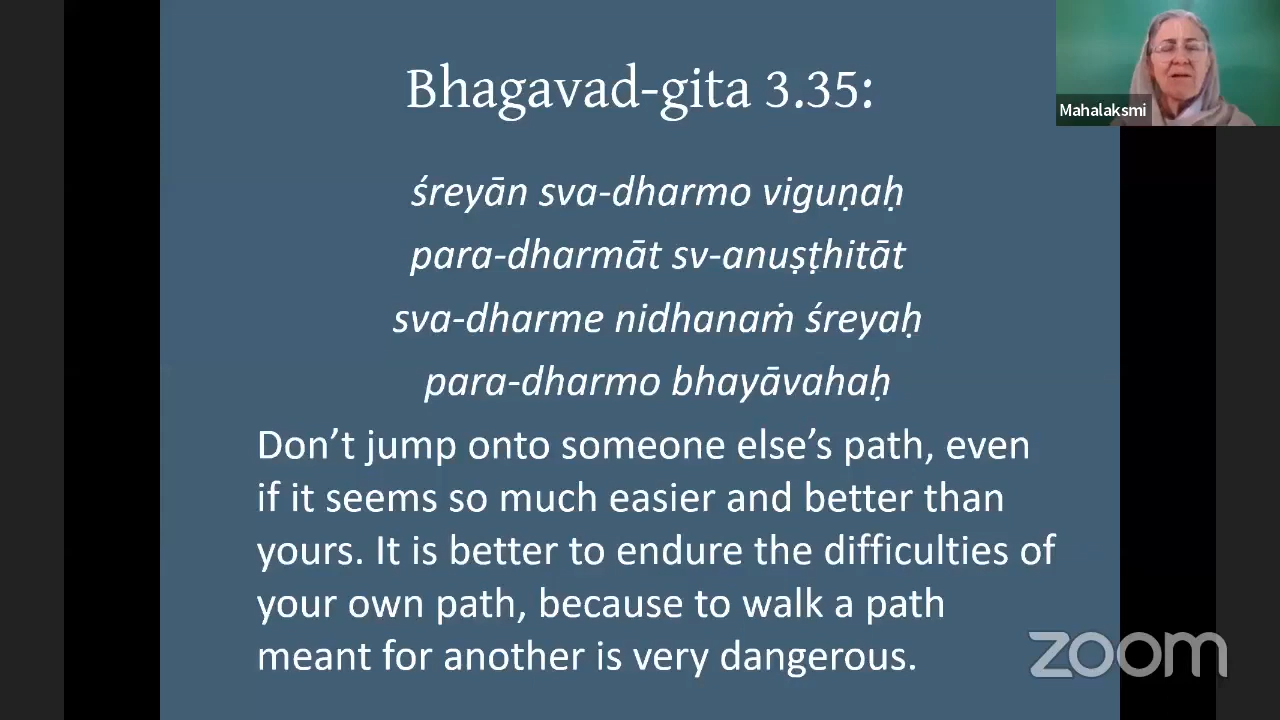 Bhagavad-gita 3.35:
Mahalaksmi
śreyān sva-dharmo viguṇaḥ
para-dharmāt sv-anuṣṭhitāt
sva-dharme nidhanaṁ śreyaḥ
para-dharmo bhayāvahaḥ
Don’t jump onto someone else’s path, even
if it seems so much easier and better than
yours. It is better to endure the difficulties of
your own path, because to walk a path
meant for another is very dangerous.
zoom